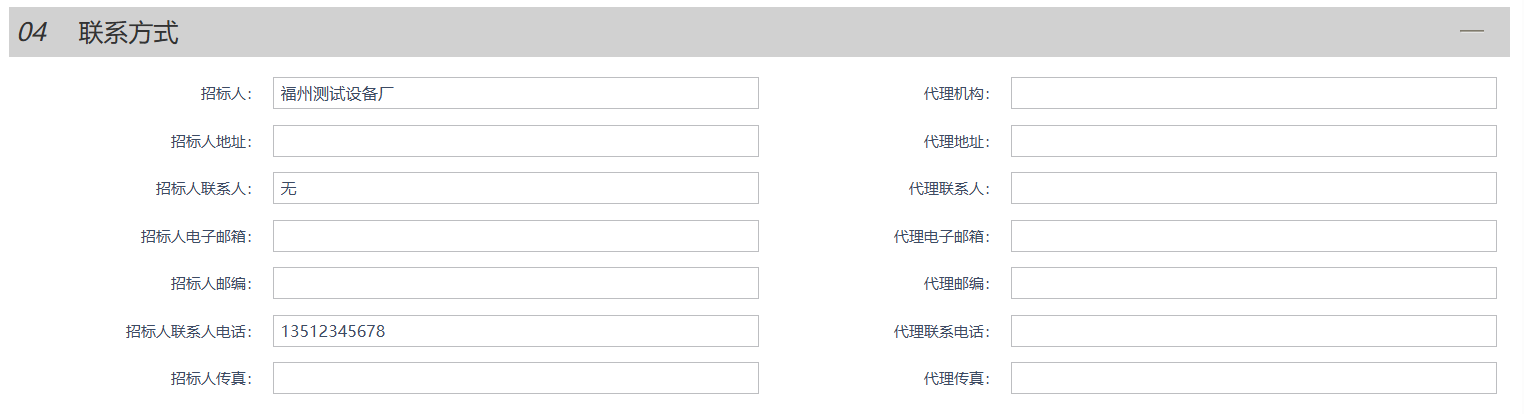 04 联系方式
招标人： 福州测试设备厂 代理机构：
招标人地址： 代理地址：
招标人联系人： 无 代理联系人：
招标人电子邮箱： 代理电子邮箱：
招标人邮编： 代理邮编：
招标人联系人电话： 13512345678 代理联系电话：
招标人传真： 代理传真：